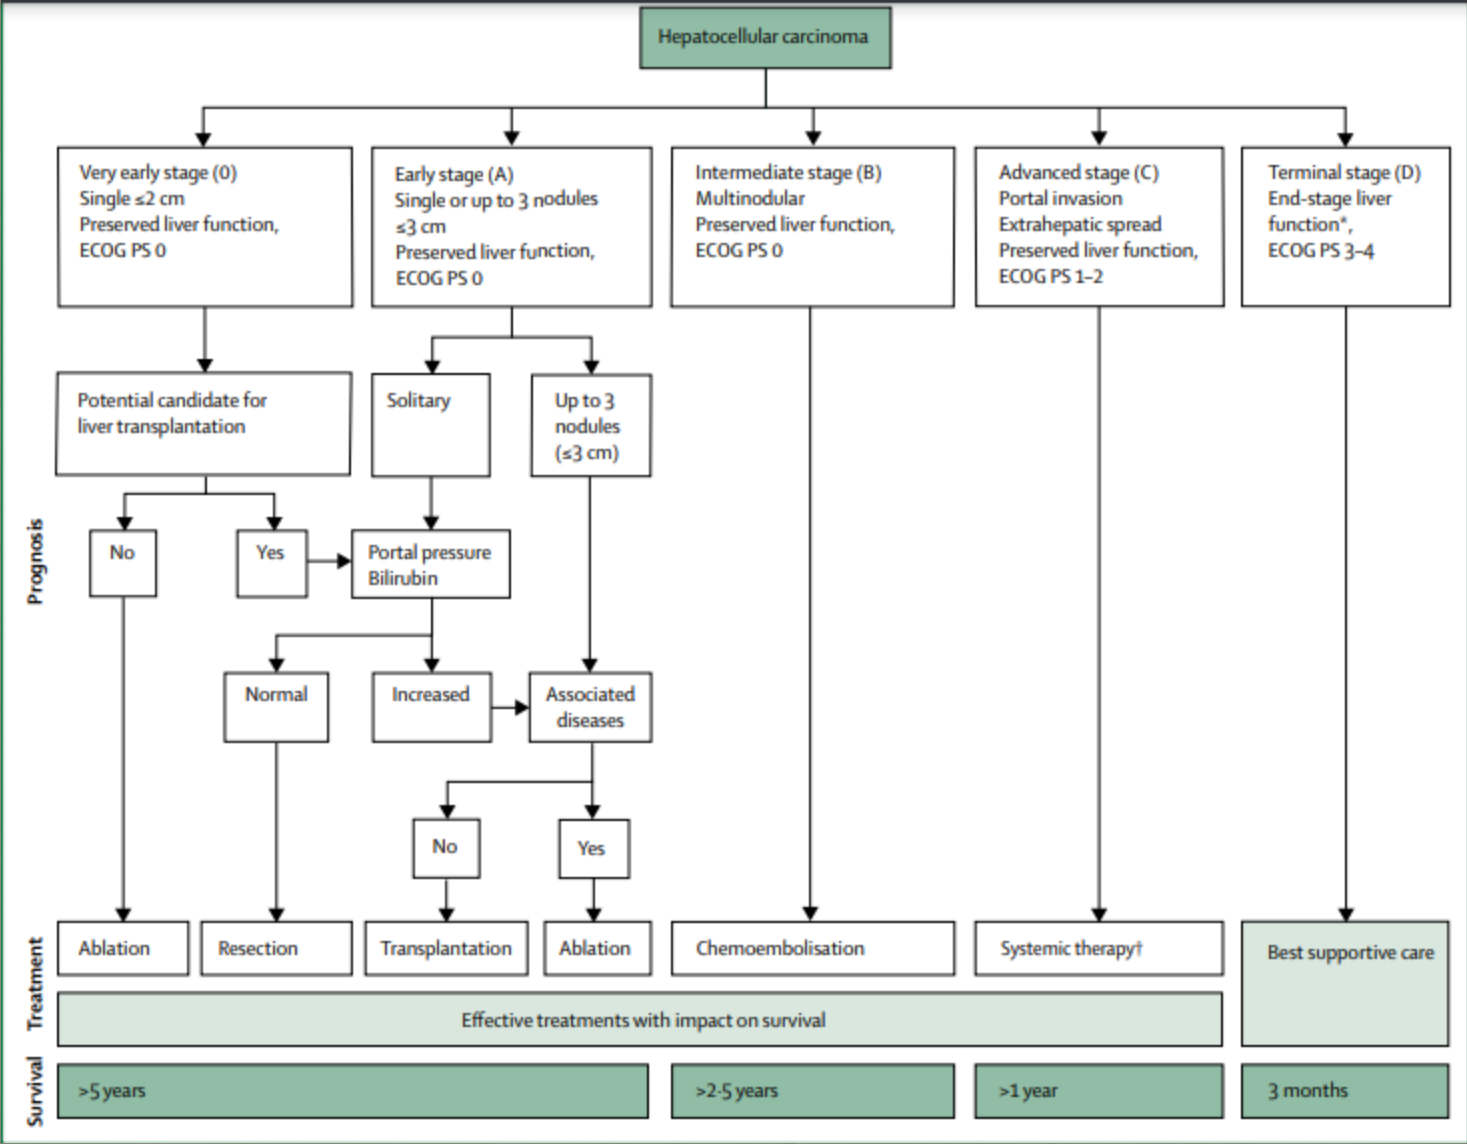 Hepatocellular carcinoma
Very early stage (0)
Single ≤2 cm
Preserved liver function,
ECOG PS 0
Early stage (A)
Single or up to 3 nodules
≤3 cm
Preserved liver function,
ECOG PS 0
Intermediate stage (B)
Multinodular
Preserved liver function,
ECOG PS 0
Advanced stage (C)
Portal invasion
Extrahepatic spread
Preserved liver function,
ECOG PS 1–2
Terminal stage (D)
End-stage liver
function*,
ECOG PS 3–4
Potential candidate for
liver transplantation
Solitary
Up to 3
nodules
(≤3 cm)
Prognosis
No
Yes
Portal pressure
Bilirubin
Normal
Increased
Associated
diseases
No
Yes
Treatment
Ablation
Resection
Transplantation
Ablation
Chemoembolisation
Systemic therapy†
Best supportive care
Effective treatments with impact on survival
Survival
>5 years
>2·5 years
>1 year
3 months